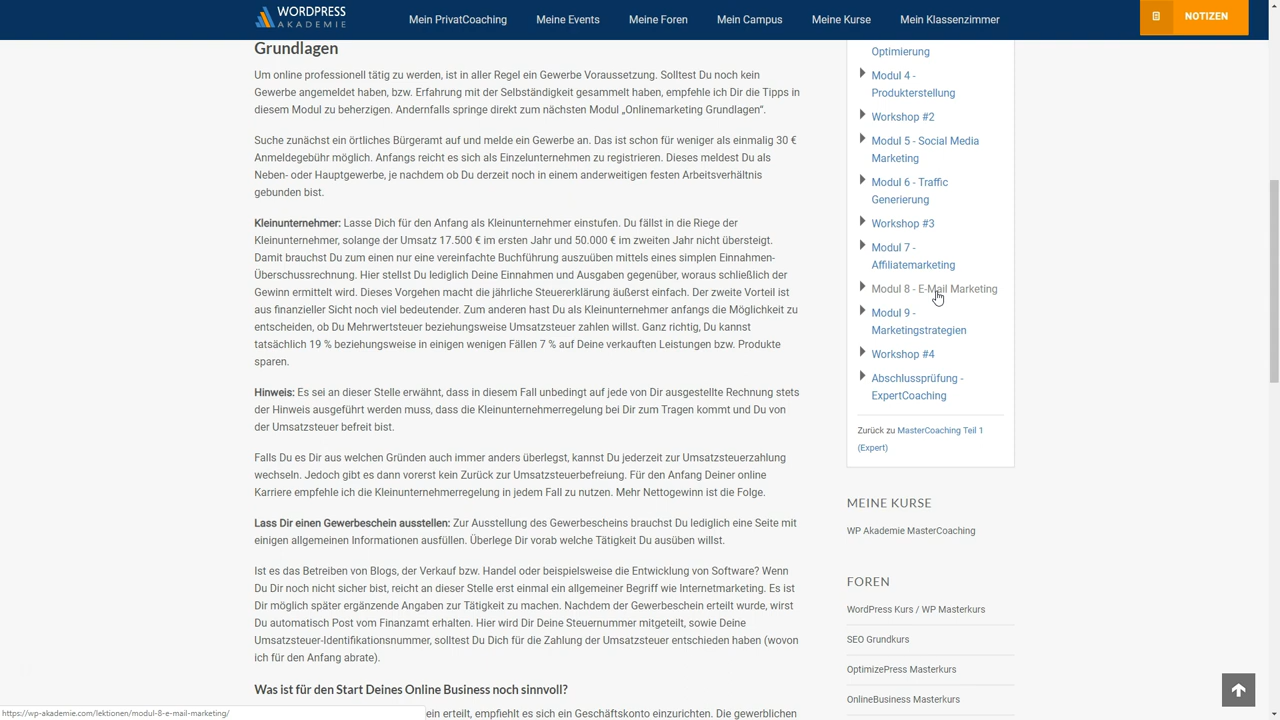 WORDPRESS
AKADEMIE
Mein PrivatCoaching
Meine Events
Meine Foren
Mein Campus
Meine Kurse
Mein Klassenzimmer
NOTIZEN
Grundlagen
Um online professionell tätig zu werden, ist in aller Regel ein Gewerbe Voraussetzung. Solltest Du noch kein
Gewerbe angemeldet haben, bzw. Erfahrung mit der Selbständigkeit gesammelt haben, empfehle ich Dir die Tipps in
diesem Modul zu beherzigen. Andernfalls springe direkt zum nächsten Modul „Onlinemarketing Grundlagen“.
Suche zunächst ein örtliches Bürgeramt auf und melde ein Gewerbe an. Das ist schon für weniger als einmalig 30 €
Anmeldegebühr möglich. Anfangs reicht es sich als Einzelunternehmen zu registrieren. Dieses meldest Du als
Neben- oder Hauptgewerbe, je nachdem ob Du derzeit noch in einem anderweitigen festen Arbeitsverhältnis
gebunden bist.
Kleinunternehmer: Lasse Dich für den Anfang als Kleinunternehmer einstufen. Du fällst in die Riege der
Kleinunternehmer, solange der Umsatz 17.500 € im ersten Jahr und 50.000 € im zweiten Jahr nicht übersteigt.
Damit brauchst Du zum einen nur eine vereinfachte Buchführung auszuüben mittels eines simplen Einnahmen-
Überschussrechnung. Hier stellst Du lediglich Deine Einnahmen und Ausgaben gegenüber, woraus schließlich der
Gewinn ermittelt wird. Dieses Vorgehen macht die jährliche Steuererklärung äußerst einfach. Der zweite Vorteil ist
aus finanzieller Sicht noch viel bedeutender. Zum anderen hast Du als Kleinunternehmer anfangs die Möglichkeit zu
entscheiden, ob Du Mehrwertsteuer beziehungsweise Umsatzsteuer zahlen willst. Ganz richtig, Du kannst
tatsächlich 19 % beziehungsweise in einigen wenigen Fällen 7 % auf Deine verkauften Leistungen bzw. Produkte
sparen.
Hinweis: Es sei an dieser Stelle erwähnt, dass in diesem Fall unbedingt auf jede von Dir ausgestellte Rechnung stets
der Hinweis ausgeführt werden muss, dass die Kleinunternehmerregelung bei Dir zum Tragen kommt und Du von
der Umsatzsteuer befreit bist.
Falls Du es Dir aus welchen Gründen auch immer anders überlegst, kannst Du jederzeit zur Umsatzsteuerzahlung
wechseln. Jedoch gibt es dann vorerst kein Zurück zur Umsatzsteuerbefreiung. Für den Anfang Deiner online
Karriere empfehle ich die Kleinunternehmerregelung in jedem Fall zu nutzen. Mehr Nettogewinn ist die Folge.
Lass Dir einen Gewerbeschein ausstellen: Zur Ausstellung des Gewerbescheins brauchst Du lediglich eine Seite mit
einigen allgemeinen Informationen ausfüllen. Überlege Dir vorab welche Tätigkeit Du ausüben willst.
Ist es das Betreiben von Blogs, der Verkauf bzw. Handel oder beispielsweise die Entwicklung von Software? Wenn
Du Dir noch nicht sicher bist, reicht an dieser Stelle erst einmal ein allgemeiner Begriff wie Internetmarketing. Es ist
Dir möglich später ergänzende Angaben zur Tätigkeit zu machen. Nachdem der Gewerbeschein erteilt wurde, wirst
Du automatisch Post vom Finanzamt erhalten. Hier wird Dir Deine Steuernummer mitgeteilt, sowie Deine
Umsatzsteuer-Identifikationsnummer, solltest Du Dich für die Zahlung der Umsatzsteuer entschieden haben (wovon
ich für den Anfang abrate).
Was ist für den Start Deines Online Business noch sinnvoll?
ein erteilt, empfiehlt es sich ein Geschäftskonto einzurichten. Die gewerblichen
Optimierung
Modul 4 -
Produkterstellung
Workshop #2
Modul 5 - Social Media
Marketing
Modul 6 - Traffic
Generierung
Workshop #3
Modul 7 -
Affiliatemarketing
Modul 8 - E-Mail Marketing
Modul 9 -
Marketingstrategien
Workshop #4
Abschlussprüfung -
ExpertCoaching
Zurück zu MasterCoaching Teil 1
(Expert)
MEINE KURSE
WP Akademie MasterCoaching
FOREN
WordPress Kurs / WP Masterkurs
SEO Grundkurs
OptimizePress Masterkurs
OnlineBusiness Masterkurs
https://wp-akademie.com/lektionen/modul-8-e-mail-marketing/